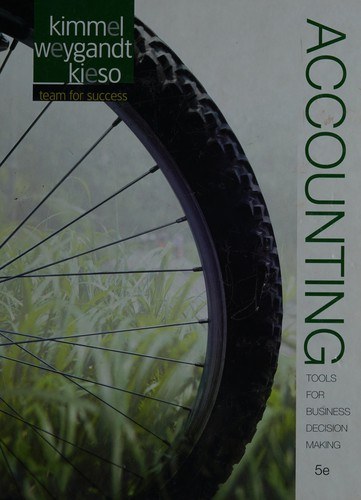 kimmel
weygandt
kieso
team for success
ACCOUNTING
TOOLS
FOR
BUSINESS
DECISION
MAKING
5e